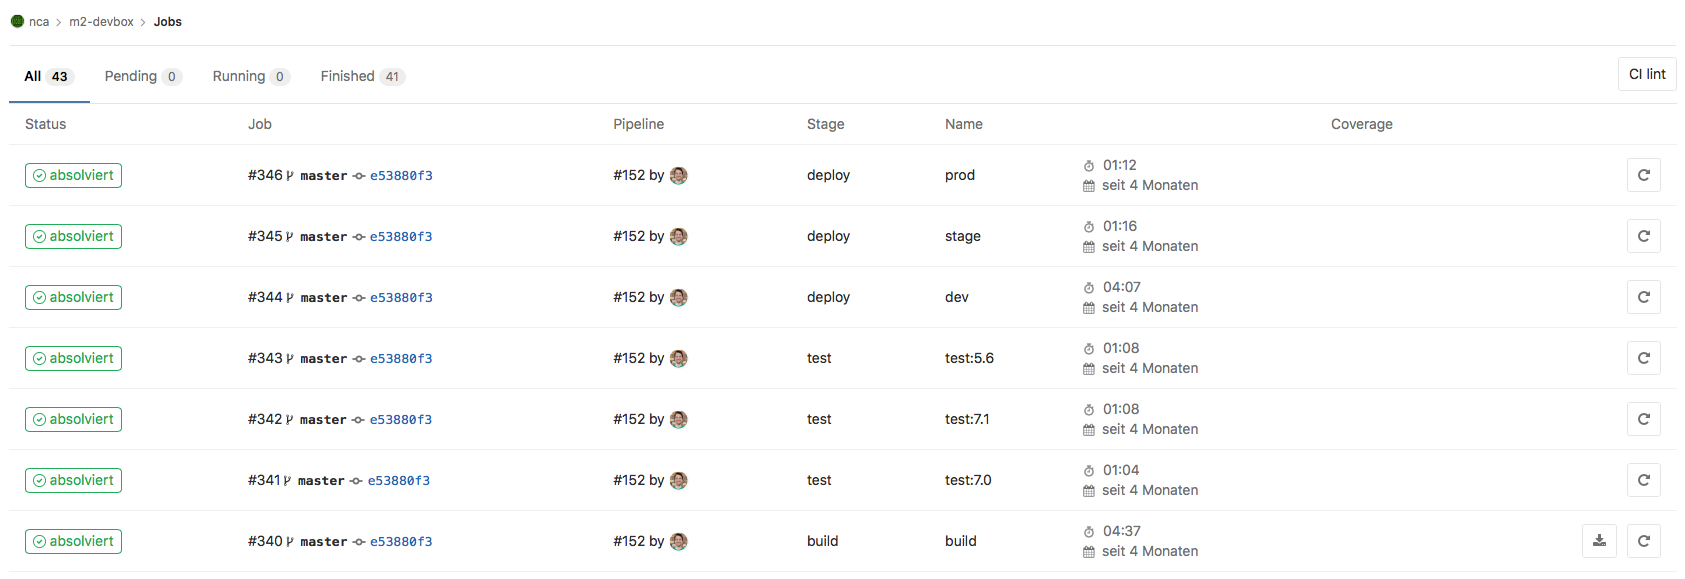 nca > m2-devbox > Jobs
All 43 Pending 0 Running 0 Finished 41 CI lint
Status Job Pipeline Stage Name Coverage
absolviert #346 master e53880f3 #152 by deploy prod 01:12
seit 4 Monaten
absolviert #345 master e53880f3 #152 by deploy stage 01:16
seit 4 Monaten
absolviert #344 master e53880f3 #152 by deploy dev 04:07
seit 4 Monaten
absolviert #343 master e53880f3 #152 by test test:5.6 01:08
seit 4 Monaten
absolviert #342 master e53880f3 #152 by test test:7.1 01:08
seit 4 Monaten
absolviert #341 master e53880f3 #152 by test test:7.0 01:04
seit 4 Monaten
absolviert #340 master e53880f3 #152 by build build 04:37
seit 4 Monaten